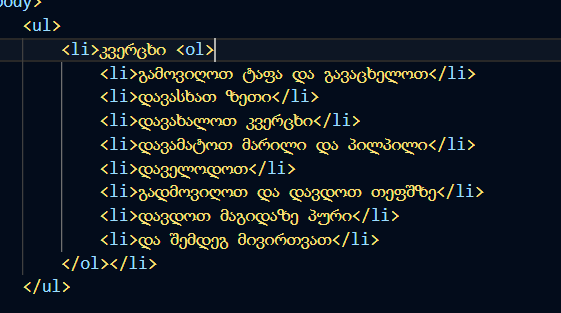 body>
<ul>
<li>კვერცხი <ol>
<li>გამოვიღოთ ტაფა და გავაცხელოთ</li>
<li>დავასხათ ზეთი</li>
<li>დავახალოთ კვერცხი</li>
<li>დავამატოთ მარილი და პილპილი</li>
<li>დაველოდოთ</li>
<li>გადმოვიღოთ და დავდოთ თეფშზე</li>
<li>დავდოთ მაგიდაზე პური</li>
<li>და შემდეგ მივირთვათ</li>
</ol></li>
</ul>